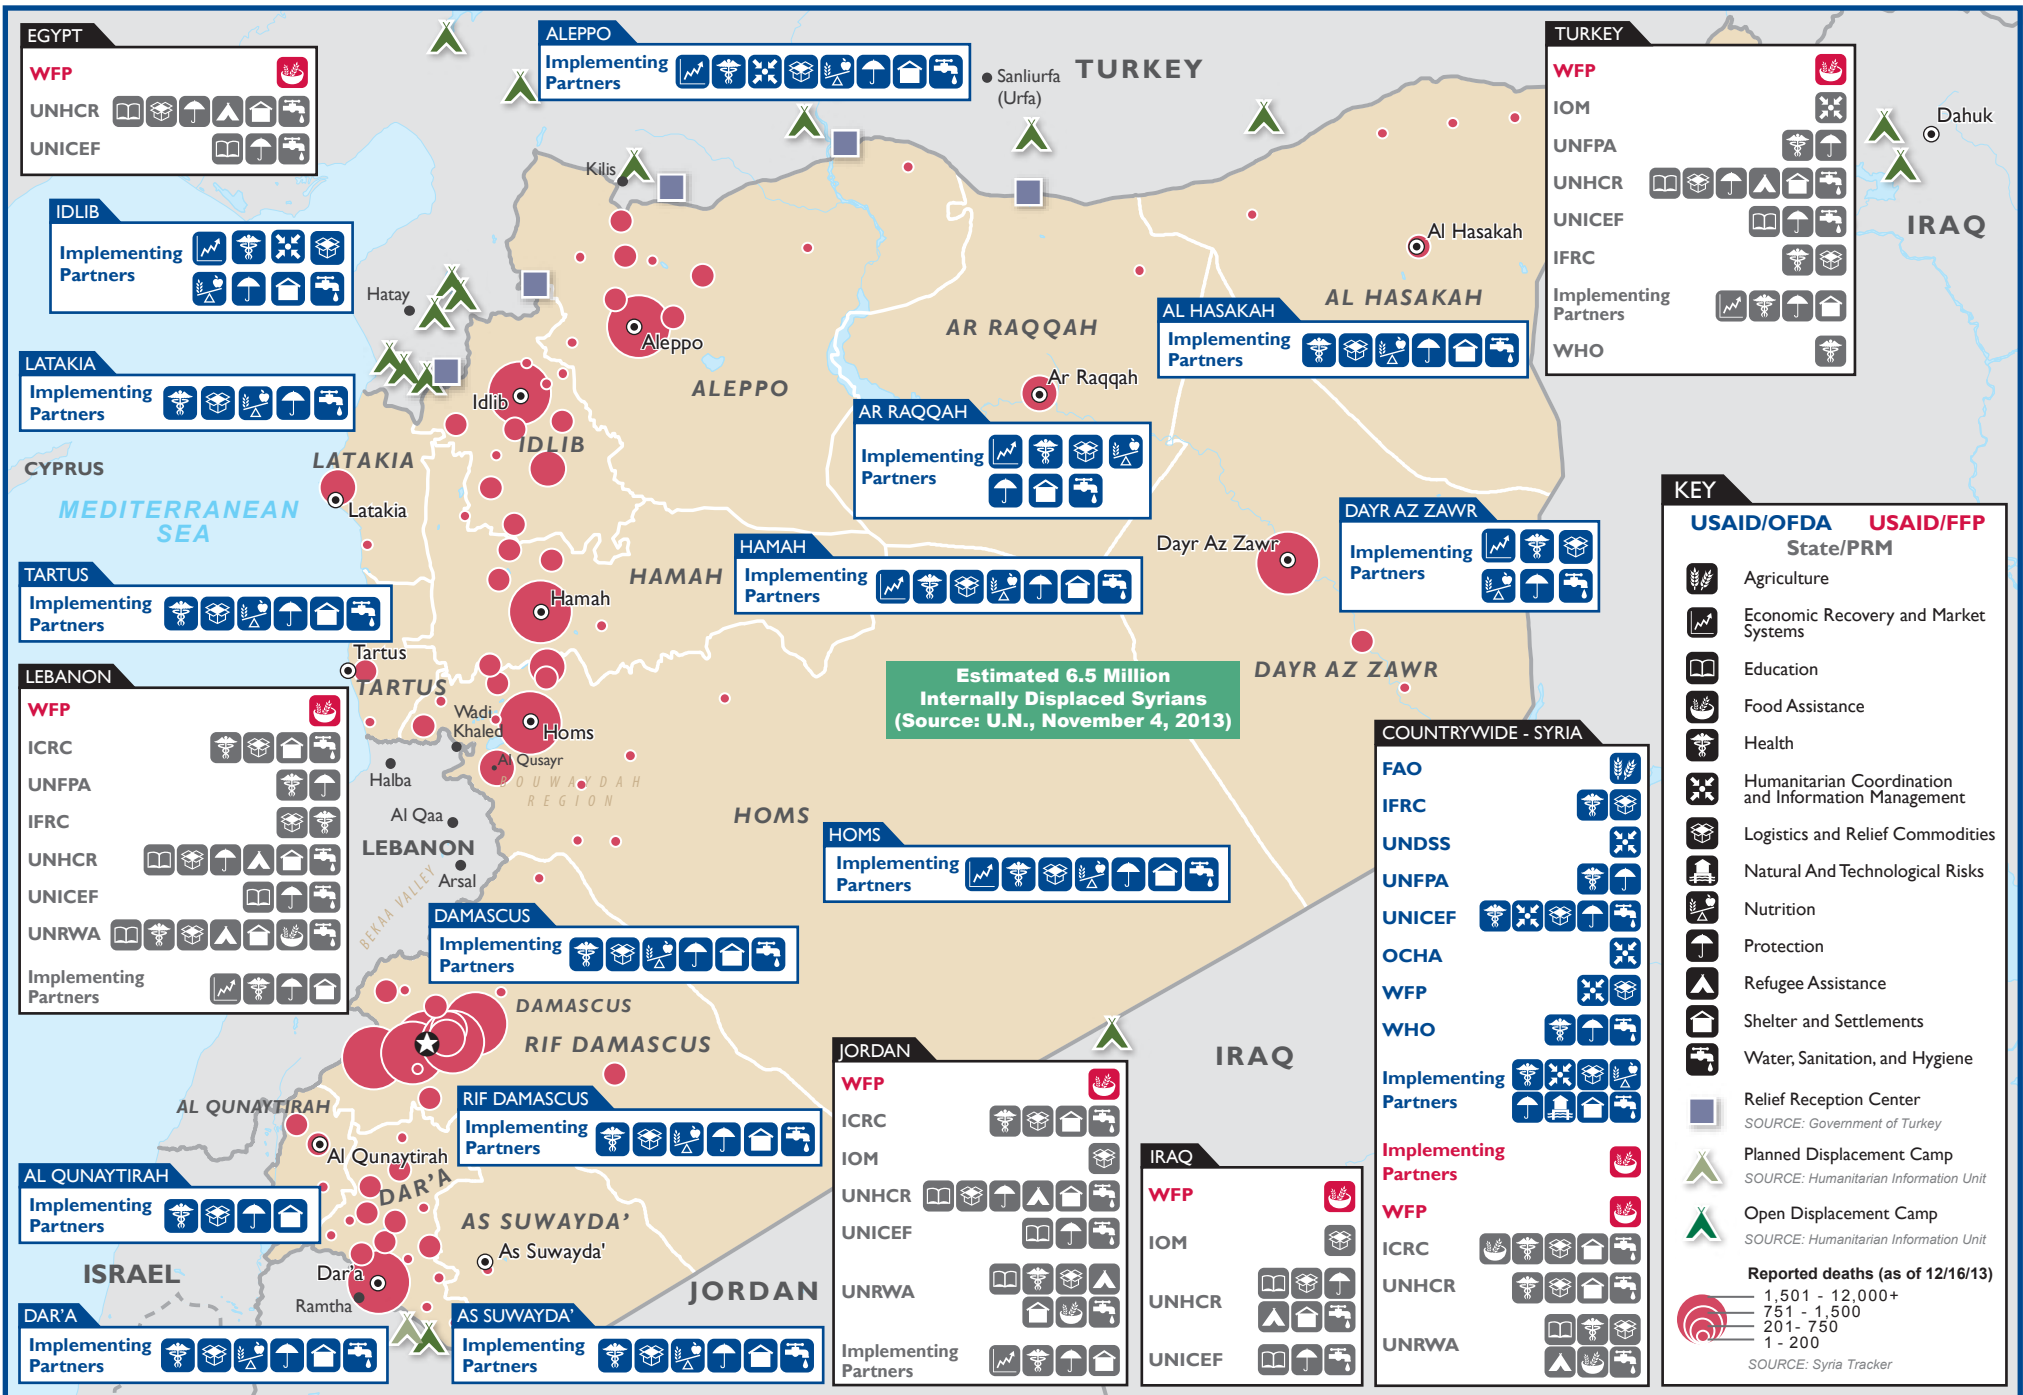 EGYPT
WFP
UNHCR
UNICEF
ALEPPO
Implementing
Partners
Sanliurfa
(Urfa)
TURKEY
TURKEY
WFP
IOM
UNFPA
UNHCR
UNICEF
IFRC
Implementing
Partners
WHO
Dahuk
IRAQ
Kilis
IDLIB
Implementing
Partners
Hatay
Al Hasakah
AL HASAKAH
AL HASAKAH
Implementing
Partners
AR RAQQAH
Aleppo
ALEPPO
LATAKIA
Implementing
Partners
Idlib
IDLIB
Ar Raqqah
AR RAQQAH
Implementing
Partners
CYPRUS
LATAKIA
Latakia
MEDITERRANEAN
SEA
DAYR AZ ZAWR
Implementing
Partners
Dayr Az Zawr
HAMAH
Implementing
Partners
HAMAH
Hamah
TARTUS
Implementing
Partners
Tartus
TARTUS
DAYR AZ ZAWR
Estimated 6.5 Million
Internally Displaced Syrians
(Source: U.N., November 4, 2013)
LEBANON
WFP
ICRC
UNFPA
IFRC
UNHCR
UNICEF
UNRWA
Implementing
Partners
Wadi
Khaled
Homs
Al Qusayr
BOUWAYDAH
REGION
Halba
Al Qaa
LEBANON
Arsal
BEKAA VALLEY
HOMS
HOMS
Implementing
Partners
DAMASCUS
Implementing
Partners
DAMASCUS
RIF DAMASCUS
RIF DAMASCUS
Implementing
Partners
AL QUNAYTIRAH
Al Qunaytirah
AL QUNAYTIRAH
Implementing
Partners
DAR'A
AS SUWAYDA'
As Suwayda'
ISRAEL
Dar'a
Ramtha
JORDAN
DAR'A
Implementing
Partners
AS SUWAYDA'
Implementing
Partners
JORDAN
WFP
ICRC
IOM
UNHCR
UNICEF
UNRWA
Implementing
Partners
IRAQ
IRAQ
WFP
IOM
UNHCR
UNICEF
COUNTRYWIDE - SYRIA
FAO
IFRC
UNDSS
UNFPA
UNICEF
OCHA
WFP
WHO
Implementing
Partners
Implementing
Partners
WFP
ICRC
UNHCR
UNRWA
KEY
USAID/OFDA USAID/FFP
State/PRM
Agriculture
Economic Recovery and Market
Systems
Education
Food Assistance
Health
Humanitarian Coordination
and Information Management
Logistics and Relief Commodities
Natural And Technological Risks
Nutrition
Protection
Refugee Assistance
Shelter and Settlements
Water, Sanitation, and Hygiene
Relief Reception Center
SOURCE: Government of Turkey
Planned Displacement Camp
SOURCE: Humanitarian Information Unit
Open Displacement Camp
SOURCE: Humanitarian Information Unit
Reported deaths (as of 12/16/13)
1,501 - 12,000+
751 - 1,500
201- 750
1 - 200
SOURCE: Syria Tracker